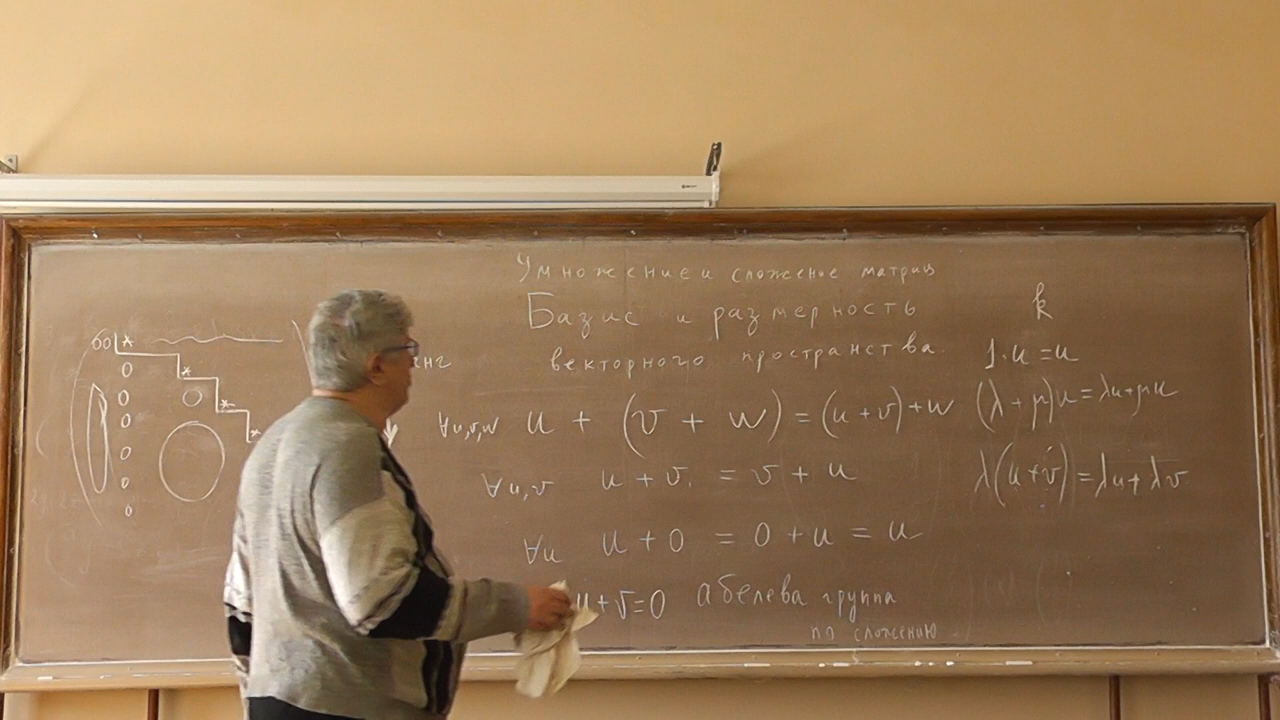 Умножение и сложение матриц
Базис и размерность
векторного пространства
∀u,v,w u + (v + w) = (u + v) + w
∀u,v u + v = v + u
∀u u + 0 = 0 + u = u
u + v = 0 абелева группа
по сложению
k
1·u = u
(λ + μ)u = λu + μu
λ(u + v) = λu + λv